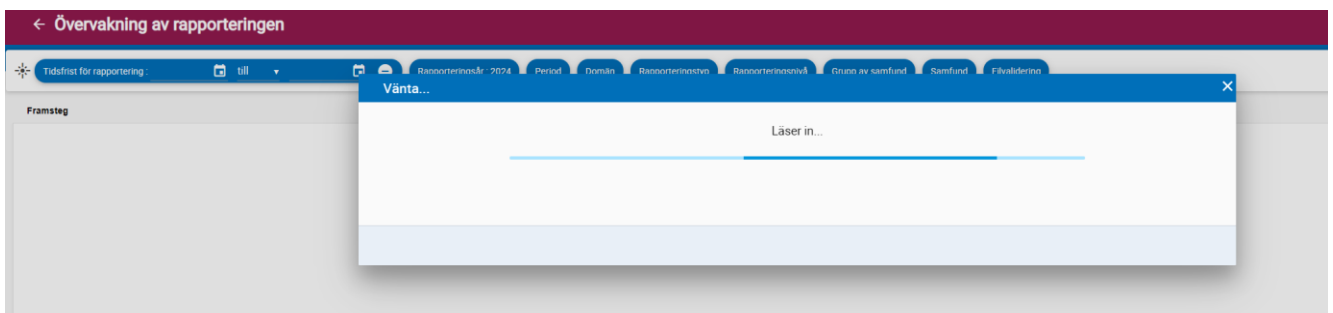 Övervakning av rapporteringen
Tidsfrist för rapportering : till Rapporteringsår : 2024 Period Domän Rapporteringstyp Rapporteringsnivå Grupp av samfund Samfund Filvalidering
Vänta...
Framsteg
Läser in...